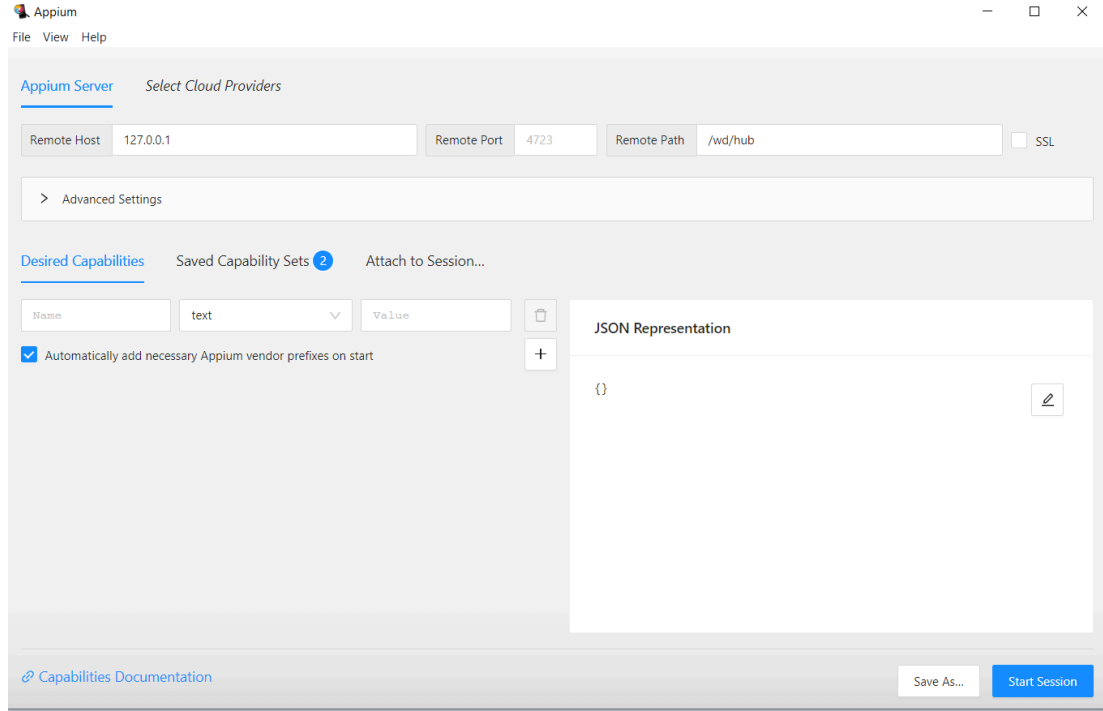 Appium
File View Help
Appium Server Select Cloud Providers
Remote Host 127.0.0.1 Remote Port 4723 Remote Path /wd/hub SSL
Advanced Settings
Desired Capabilities Saved Capability Sets 2 Attach to Session...
Name text Value
JSON Representation
Automatically add necessary Appium vendor prefixes on start +
{}
Capabilities Documentation
Save As... Start Session